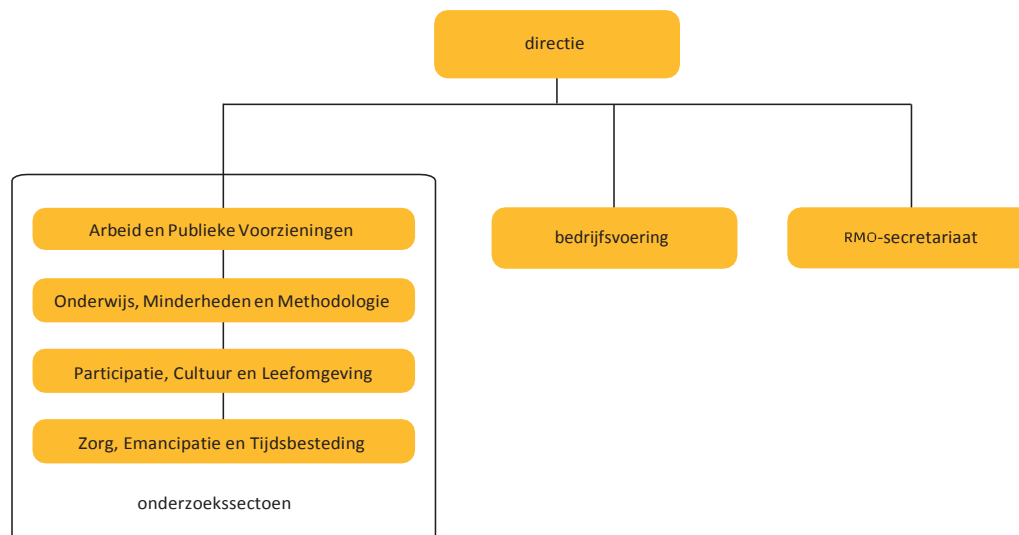 directie
Arbeid en Publieke Voorzieningen
bedrijfsvoering
RMO-secretariaat
Onderwijs, Minderheden en Methodologie
Participatie, Cultuur en Leefomgeving
Zorg, Emancipatie en Tijdsbesteding
onderzoekssectoen